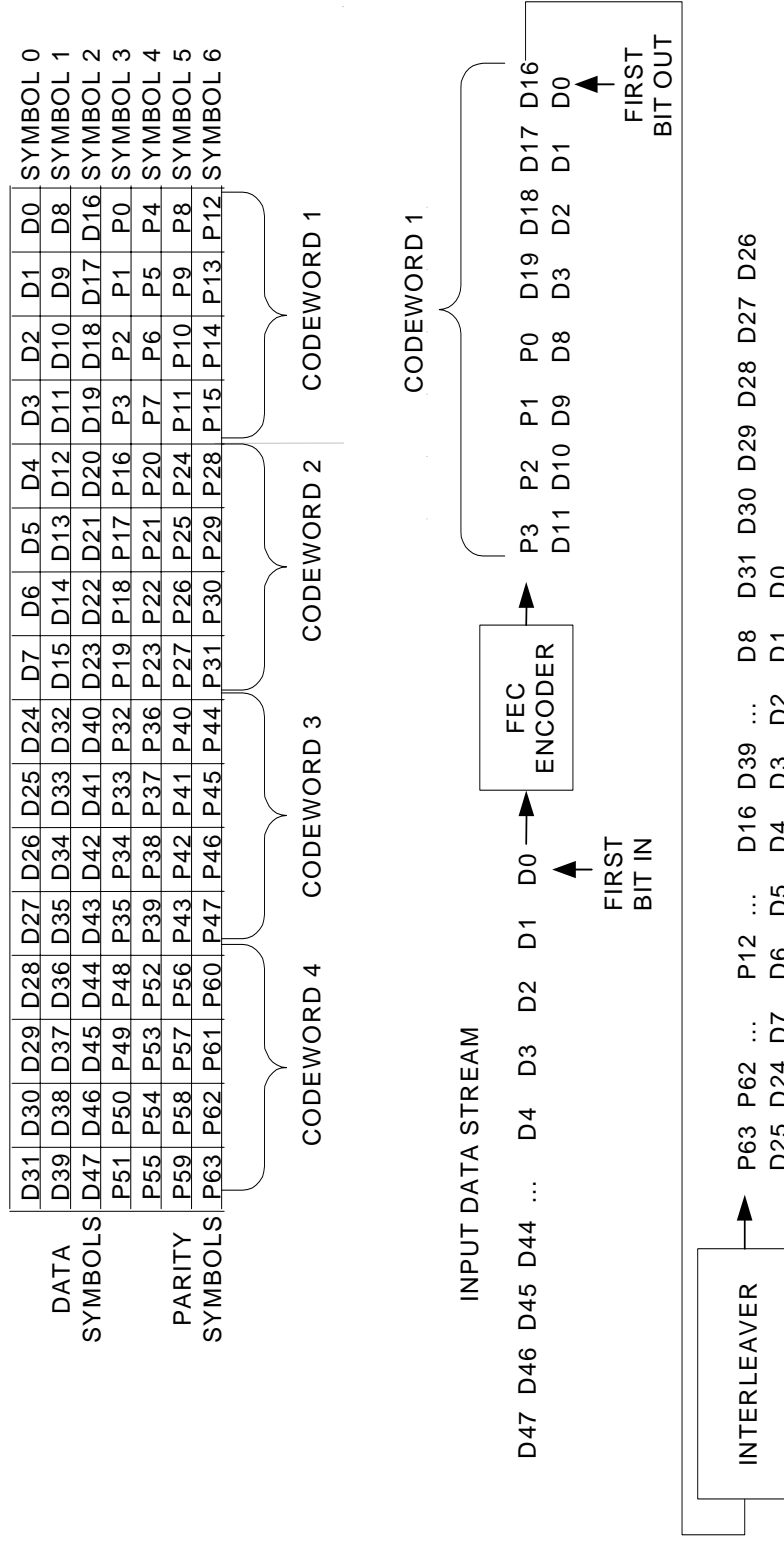 D31 D30 D29 D28 D27 D26 D25 D24 D7 D6 D5 D4 D3 D2 D1 D0 SYMBOL 0
DATA D39 D38 D37 D36 D35 D34 D33 D32 D15 D14 D13 D12 D11 D10 D9 D8 SYMBOL 1
SYMBOLS D47 D46 D45 D44 D43 D42 D41 D40 D23 D22 D21 D20 D19 D18 D17 D16 SYMBOL 2
P51 P50 P49 P48 P35 P34 P33 P32 P19 P18 P17 P16 P3 P2 P1 P0 SYMBOL 3
P55 P54 P53 P52 P39 P38 P37 P36 P23 P22 P21 P20 P7 P6 P5 P4 SYMBOL 4
PARITY P59 P58 P57 P56 P43 P42 P41 P40 P27 P26 P25 P24 P11 P10 P9 P8 SYMBOL 5
SYMBOLS P63 P62 P61 P60 P47 P46 P45 P44 P31 P30 P29 P28 P15 P14 P13 P12 SYMBOL 6
CODEWORD 4 CODEWORD 3 CODEWORD 2 CODEWORD 1
CODEWORD 1
INPUT DATA STREAM
D47 D46 D45 D44 ... D4 D3 D2 D1 D0
FIRST
BIT IN
FEC
ENCODER
P3 P2 P1 P0 D19 D18 D17 D16
D11 D10 D9 D8 D3 D2 D1 D0
FIRST
BIT OUT
INTERLEAVER
P63 P62 ... P12 ... D16 D39 ... D8 D31 D30 D29 D28 D27 D26
D25 D24 D7 D6 D5 D4 D3 D2 D1 D0